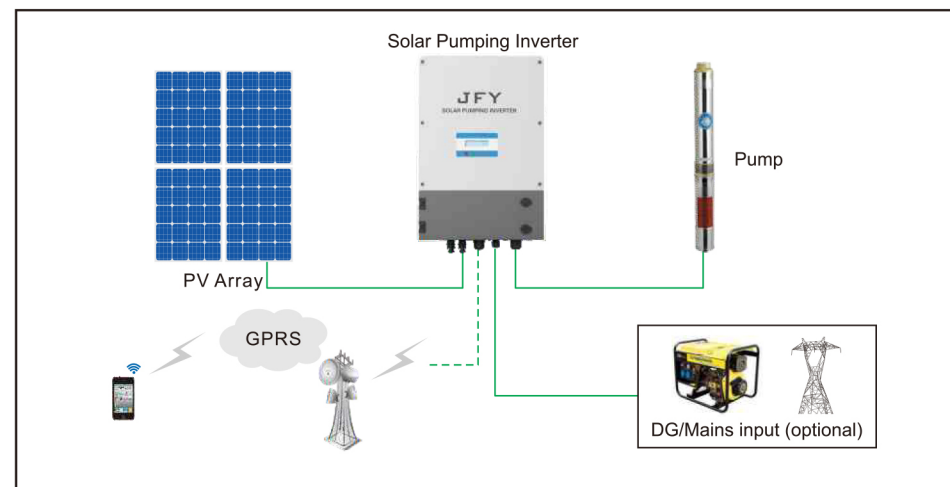 Solar Pumping Inverter
JFY
SOLAR PUMPING INVERTER
Pump
PV Array
GPRS
DG/Mains input (optional)